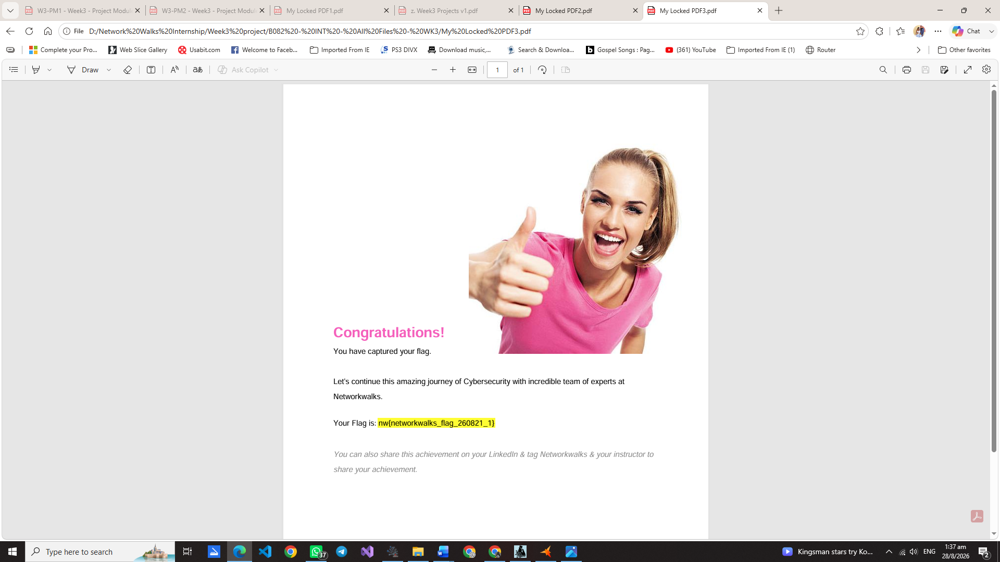 W3-PM1 - Week3 - Project Modul
W3-PM2 - Week3 - Project Modul
My Locked PDF1.pdf
z. Week3 Projects v1.pdf
My Locked PDF2.pdf
My Locked PDF3.pdf
File D:/Network%20Walks%20Internship/Week3%20project/B082%20-%20INT%20-%20All%20Files%20-%20WK3/My%20Locked%20PDF3.pdf
Chat
Complete your Pro...
Web Slice Gallery
Usabit.com
Welcome to Faceb...
Imported From IE
PS3 DIVX
Download music,...
Search & Downloa...
Gospel Songs : Pag...
(361) YouTube
Imported From IE (1)
Router
Other favorites
Draw
Ask Copilot
1 of 1
Congratulations!
You have captured your flag.
Let's continue this amazing journey of Cybersecurity with incredible team of experts at
Networkwalks.
Your Flag is: nw{networkwalks_flag_260821_1}
You can also share this achievement on your LinkedIn & tag Networkwalks & your instructor to
share your achievement.
Type here to search
37
Kingsman stars try Ko...
ENG
1:37 am
28/8/2026
2